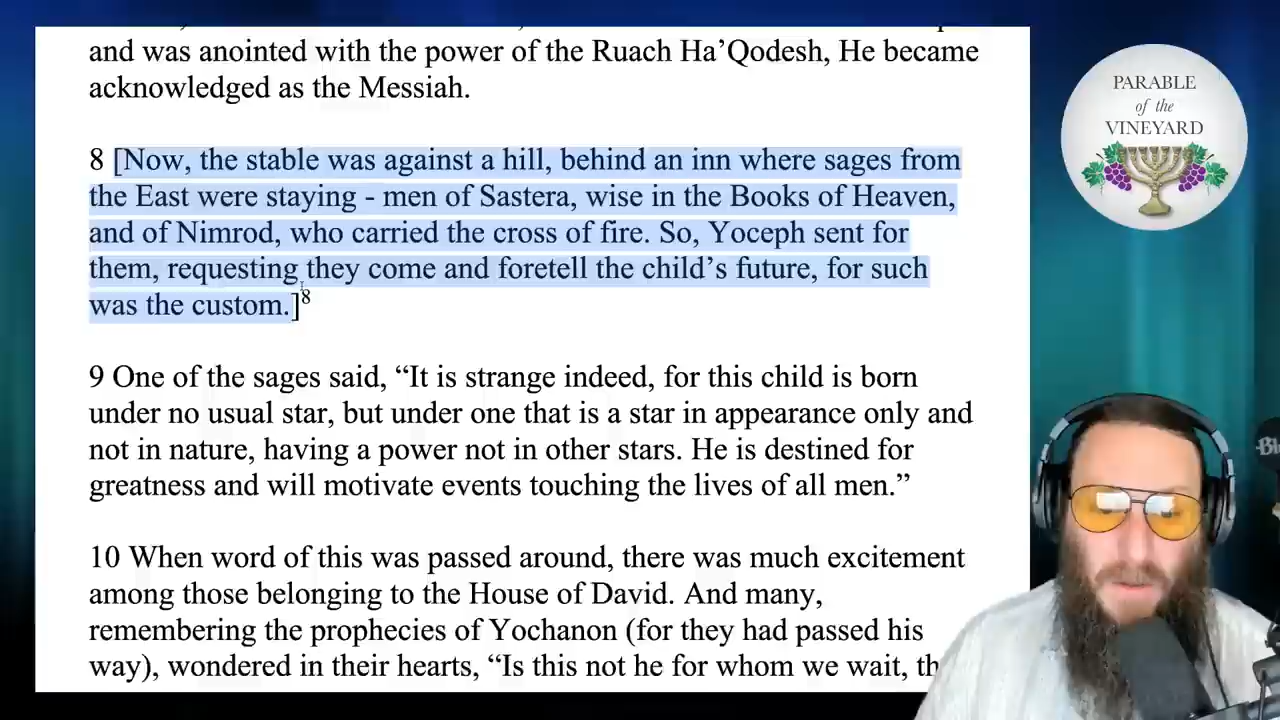 and was anointed with the power of the Ruach Ha’Qodesh, He became
acknowledged as the Messiah.
8 [Now, the stable was against a hill, behind an inn where sages from
the East were staying - men of Sastera, wise in the Books of Heaven,
and of Nimrod, who carried the cross of fire. So, Yoceph sent for
them, requesting they come and foretell the child’s future, for such
was the custom.]8
9 One of the sages said, “It is strange indeed, for this child is born
under no usual star, but under one that is a star in appearance only and
not in nature, having a power not in other stars. He is destined for
greatness and will motivate events touching the lives of all men.”
10 When word of this was passed around, there was much excitement
among those belonging to the House of David. And many,
remembering the prophecies of Yochanon (for they had passed his
way), wondered in their hearts, “Is this not he for whom we wait,
PARABLE
of the
VINEYARD